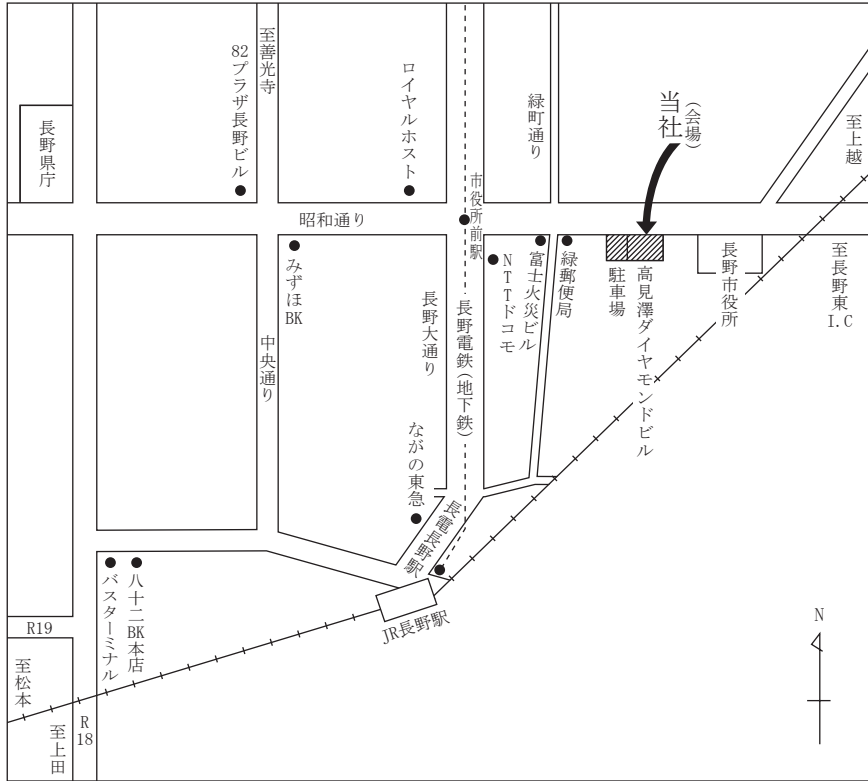 至善光寺
82プラザ長野ビル
ロイヤルホスト
緑町通り
当社
(会場)
至上越
長野県庁
市役所前駅
昭和通り
みずほBK
中央通り
長野大通り
長野電鉄(地下鉄)
NTTドコモ
富士火災ビル
緑郵便局
駐車場
高見澤ダイヤモンドビル
長野市役所
至長野東I.C
ながの東急
長電長野駅
JR長野駅
八十二BK本店
バスターミナル
R19
至松本
至上田
R18
N